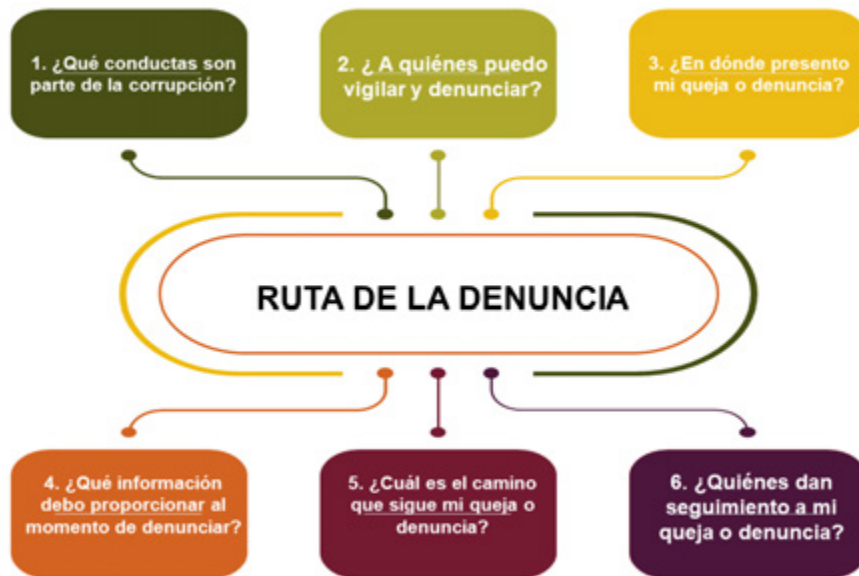 1. ¿Qué conductas son
parte de la corrupción?
2. ¿ A quiénes puedo
vigilar y denunciar?
3. ¿En dónde presento
mi queja o denuncia?
RUTA DE LA DENUNCIA
4. ¿Qué información
debo proporcionar al
momento de denunciar?
5. ¿Cuál es el camino
que sigue mi queja o
denuncia?
6. ¿Quiénes dan
seguimiento a mi
queja o denuncia?